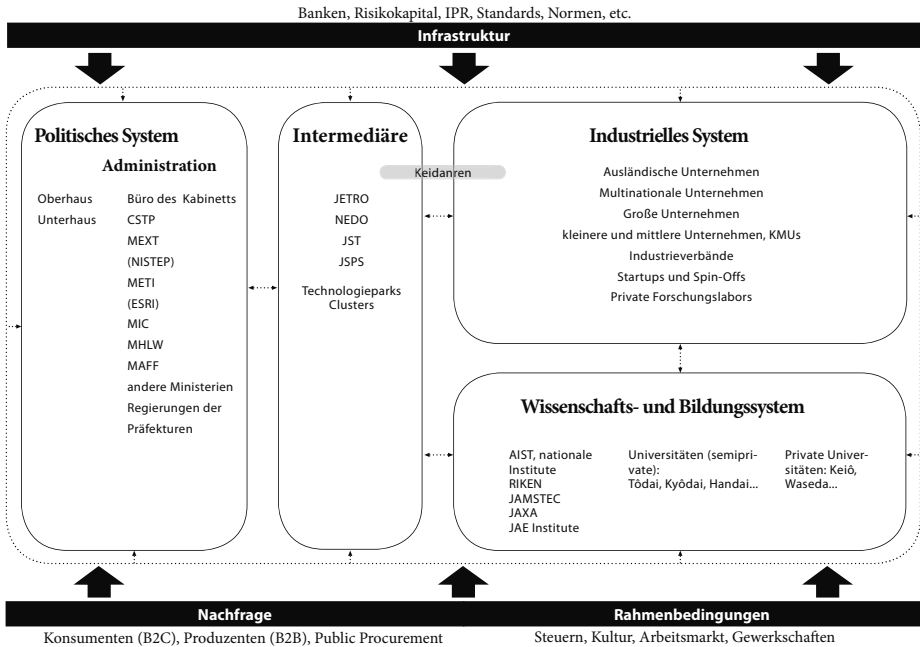 Banken, Risikokapital, IPR, Standards, Normen, etc.
Infrastruktur
Politisches System
Administration
Oberhaus
Unterhaus
Büro des Kabinetts
CSTP
MEXT
(NISTEP)
METI
(ESRI)
MIC
MHLW
MAFF
andere Ministerien
Regierungen der
Präfekturen
Intermediäre
Keidanren
JETRO
NEDO
JST
JSPS
Technologieparks
Clusters
Industrielles System
Ausländische Unternehmen
Multinationale Unternehmen
Große Unternehmen
kleinere und mittlere Unternehmen, KMUs
Industrieverbände
Startups und Spin-Offs
Private Forschungslabors
Wissenschafts- und Bildungssystem
AIST, nationale
Institute
RIKEN
JAMSTEC
JAXA
JAE Institute
Universitäten (semipri-
vate):
Tôdai, Kyôdai, Handai...
Private Univer-
sitäten: Keiô,
Waseda...
Nachfrage
Konsumenten (B2C), Produzenten (B2B), Public Procurement
Rahmenbedingungen
Steuern, Kultur, Arbeitsmarkt, Gewerkschaften